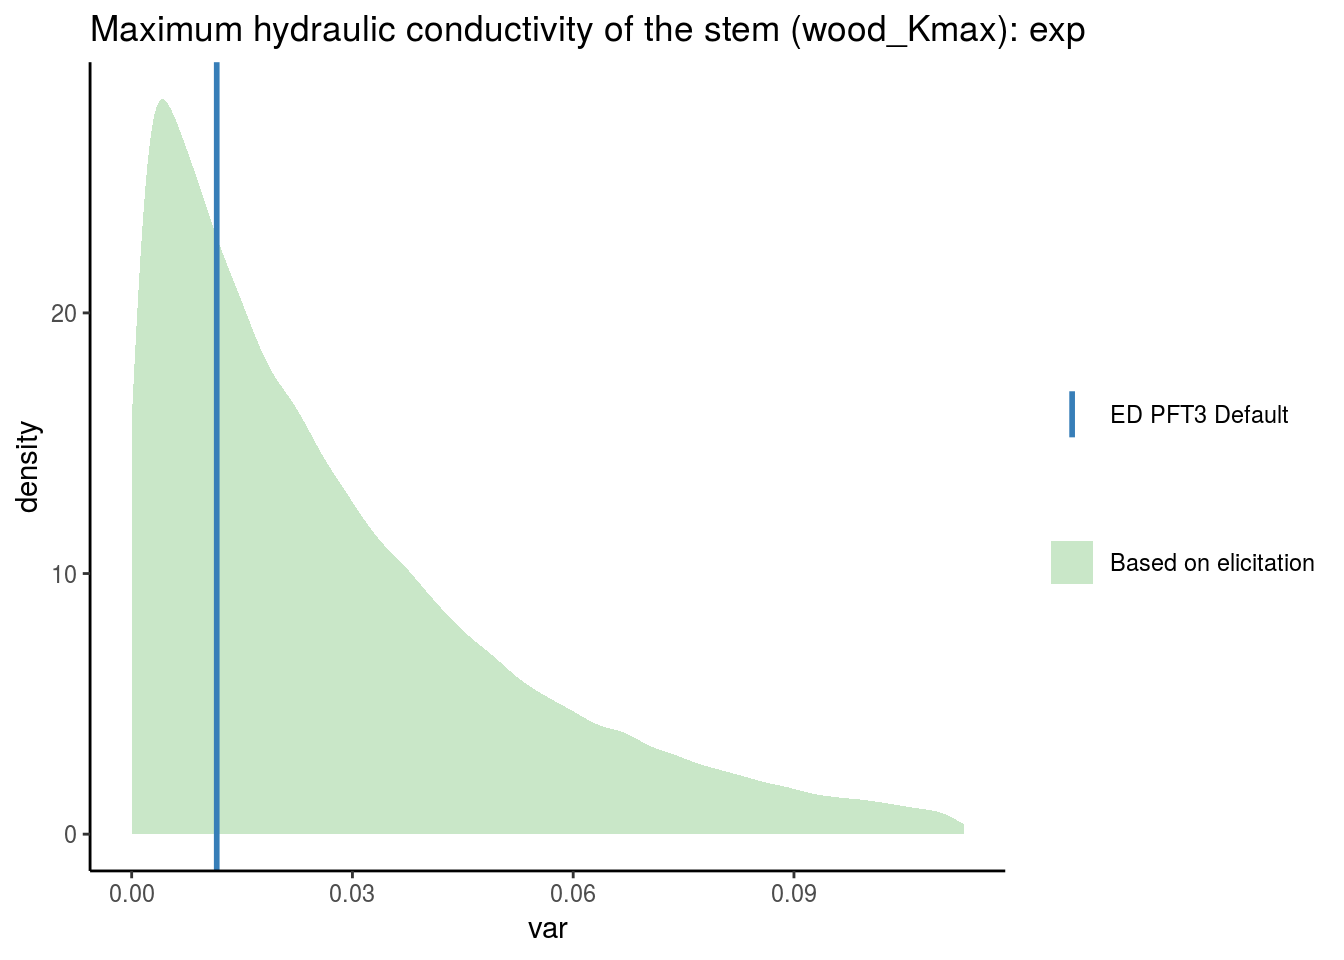 Maximum hydraulic conductivity of the stem (wood_Kmax): exp
density
20
10
0
0.00 0.03 0.06 0.09
var
ED PFT3 Default
Based on elicitation